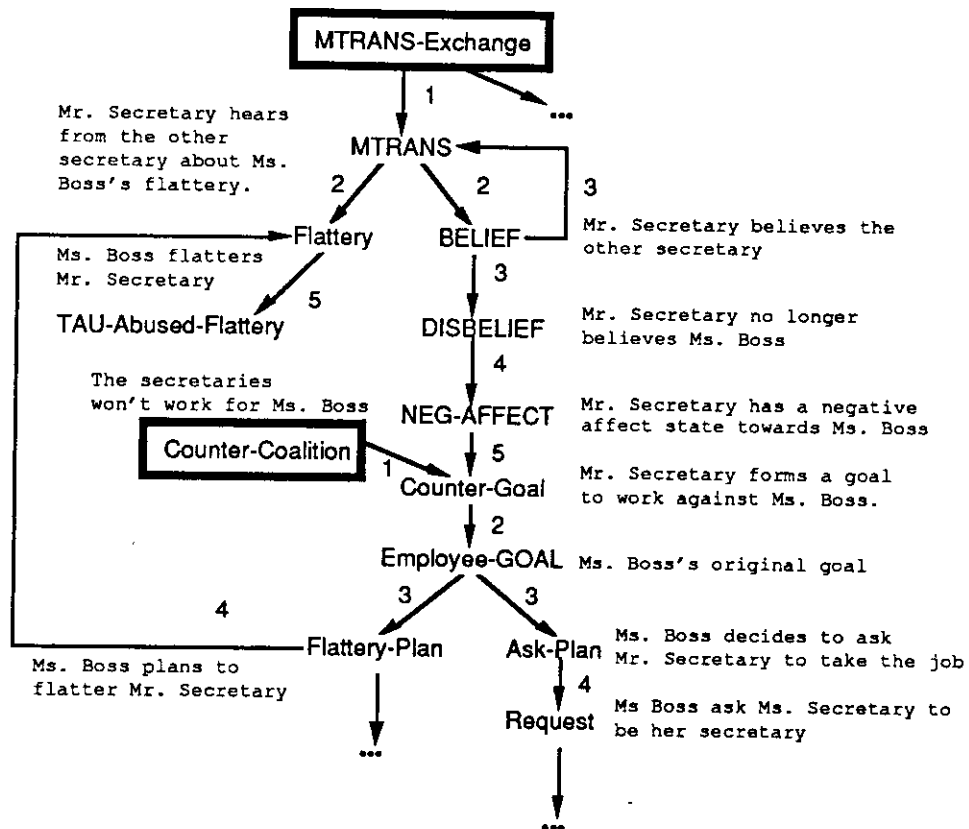 MTRANS-Exchange
1
...
Mr. Secretary hears
from the other
secretary about Ms.
Boss's flattery.
MTRANS
2
2
3
Flattery
BELIEF
Mr. Secretary believes the
other secretary
Ms. Boss flatters
Mr. Secretary
5
3
TAU-Abused-Flattery
DISBELIEF
Mr. Secretary no longer
believes Ms. Boss
4
The secretaries
won't work for Ms. Boss
NEG-AFFECT
Mr. Secretary has a negative
affect state towards Ms. Boss
Counter-Coalition
1
5
Counter-Goal
Mr. Secretary forms a goal
to work against Ms. Boss.
2
Employee-GOAL
Ms. Boss's original goal
4
3
3
Flattery-Plan
Ask-Plan
Ms. Boss decides to ask
Mr. Secretary to take the job
Ms. Boss plans to
flatter Mr. Secretary
4
Request
Ms Boss ask Ms. Secretary to
be her secretary
...
...